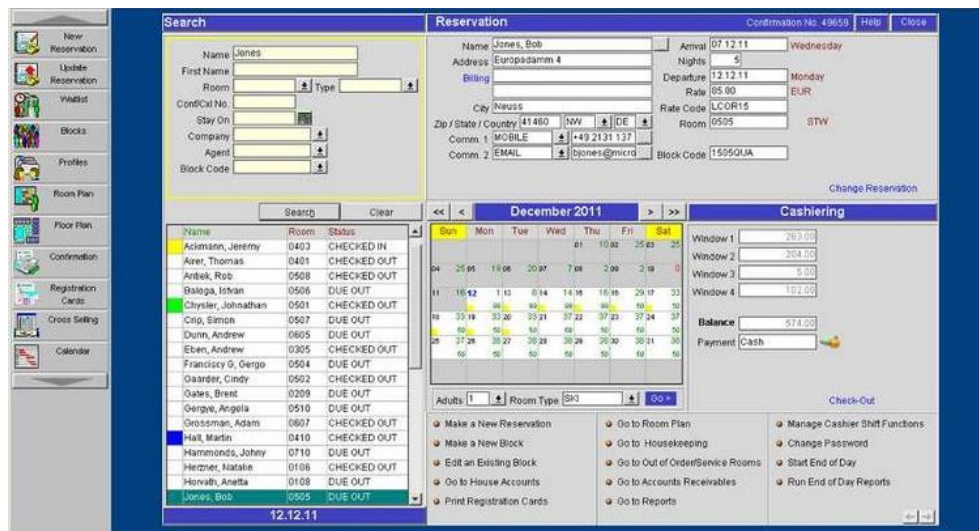 New
Reservation
Update
Reservation
Waitlist
Blocks
Profiles
Room Plan
Floor Plan
Confirmation
Registration
Cards
Cross Selling
Calendar
Search
Name Jones
First Name
Room Type
Conf/Cxl No.
Stay On
Company
Agent
Block Code
Search Clear
Name Room Status
Ackmann, Jeremy 0403 CHECKED IN
Airer, Thomas 0401 CHECKED OUT
Antbek, Rob 0508 CHECKED OUT
Baloga, Istvan 0506 DUE OUT
Chrysler, Johnathan 0501 CHECKED OUT
Crip, Simon 0507 DUE OUT
Dunn, Andrew 0605 DUE OUT
Eben, Andrew 0305 CHECKED OUT
Franciscy G, Gergo 0504 DUE OUT
Gaarder, Cindy 0502 CHECKED OUT
Gates, Brent 0209 DUE OUT
Gergye, Angela 0510 DUE OUT
Grossman, Adam 0607 CHECKED OUT
Hall, Martin 0410 CHECKED OUT
Hammonds, Johny 0710 DUE OUT
Herzner, Natalie 0106 CHECKED OUT
Horvath, Anetta 0108 DUE OUT
Jones, Bob 0505 DUE OUT
12.12.11
Reservation Confirmation No. 49659 Help Close
Name Jones, Bob
Address Europadamm 4
Billing
City Neuss
Zip / State / Country 41460 NW DE
Comm. 1 MOBILE +49 2131 137
Comm. 2 EMAIL bjones@micro
Arrival 07.12.11 Wednesday
Nights 5
Departure 12.12.11 Monday
Rate 85.00 EUR
Rate Code LCOR15
Room 0505 STW
Block Code 1505QUA
Change Reservation
<< < December 2011 > >>
Sun Mon Tue Wed Thu Fri Sat
Adults 1 Room Type SKI Go >
Cashiering
Window 1 263.00
Window 2 204.00
Window 3 5.00
Window 4 102.00
Balance 574.00
Payment Cash
Check-Out
Make a New Reservation
Make a New Block
Edit an Existing Block
Go to House Accounts
Print Registration Cards
Go to Room Plan
Go to Housekeeping
Go to Out of Order/Service Rooms
Go to Accounts Receivables
Go to Reports
Manage Cashier Shift Functions
Change Password
Start End of Day
Run End of Day Reports